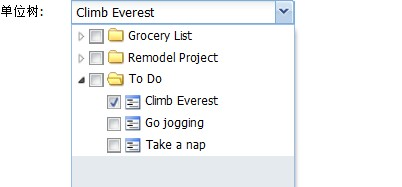 单位树: Climb Everest
Grocery List
Remodel Project
To Do
Climb Everest
Go jogging
Take a nap